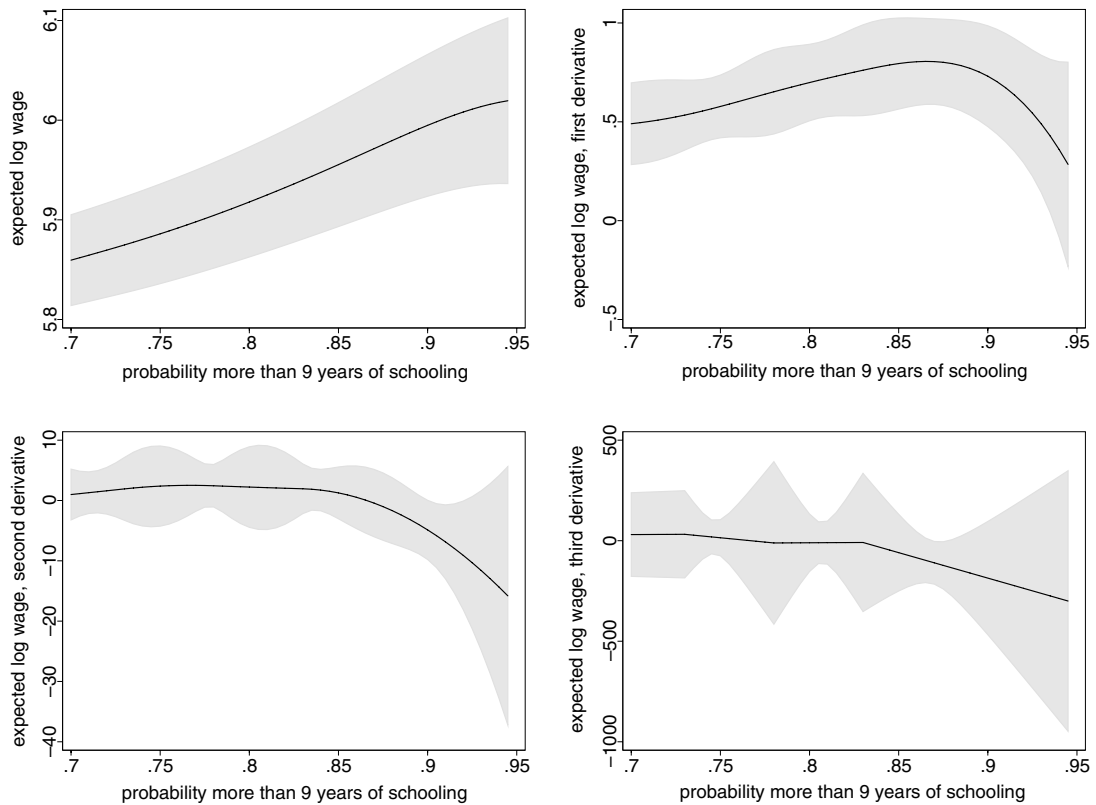 expected log wage
6.1
6
5.9
5.8
.7 .75 .8 .85 .9 .95
probability more than 9 years of schooling
expected log wage, first derivative
1
.5
0
−.5
.7 .75 .8 .85 .9 .95
probability more than 9 years of schooling
expected log wage, second derivative
10
0
−10
−20
−30
−40
.7 .75 .8 .85 .9 .95
probability more than 9 years of schooling
expected log wage, third derivative
500
0
−500
−1000
.7 .75 .8 .85 .9 .95
probability more than 9 years of schooling